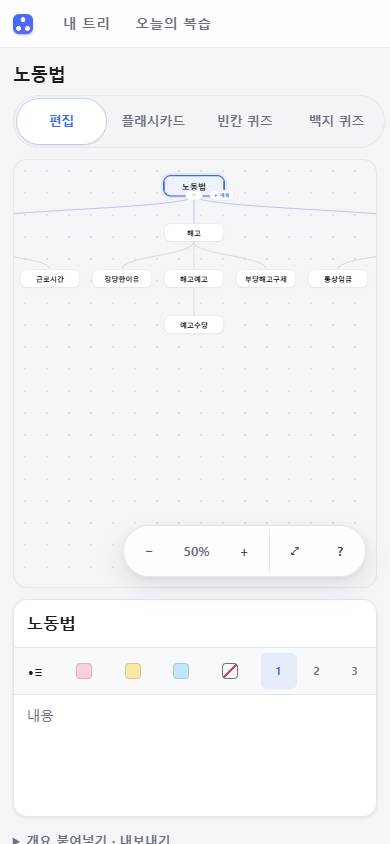 내 트리 오늘의 복습
노동법
편집 플래시카드 빈칸 퀴즈 백지 퀴즈
노동법
+ 내용
해고
근로시간 정당한이유 해고예고 부당해고구제 통상임금
예고수당
− 50% + ?
노동법
1 2 3
내용
▶ 개요 붙여넣기 · 내보내기